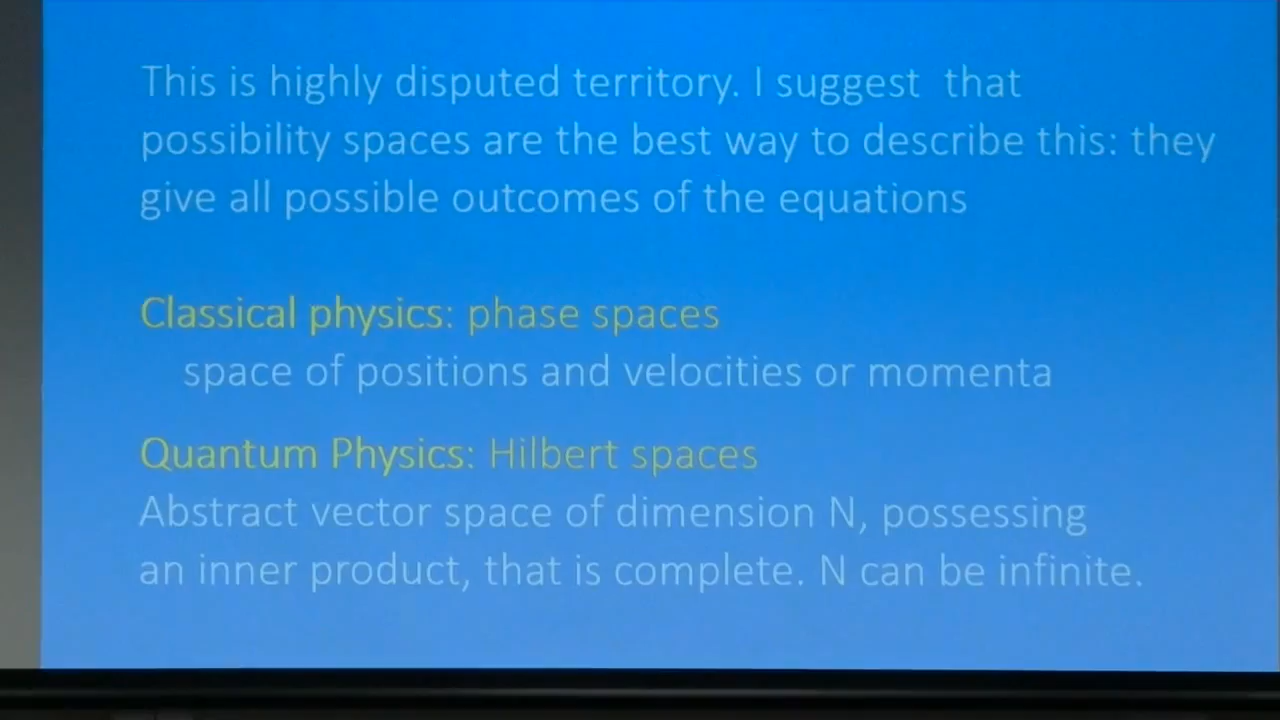 This is highly disputed territory. I suggest that
possibility spaces are the best way to describe this: they
give all possible outcomes of the equations
Classical physics: phase spaces
space of positions and velocities or momenta
Quantum Physics: Hilbert spaces
Abstract vector space of dimension N, possessing
an inner product, that is complete. N can be infinite.